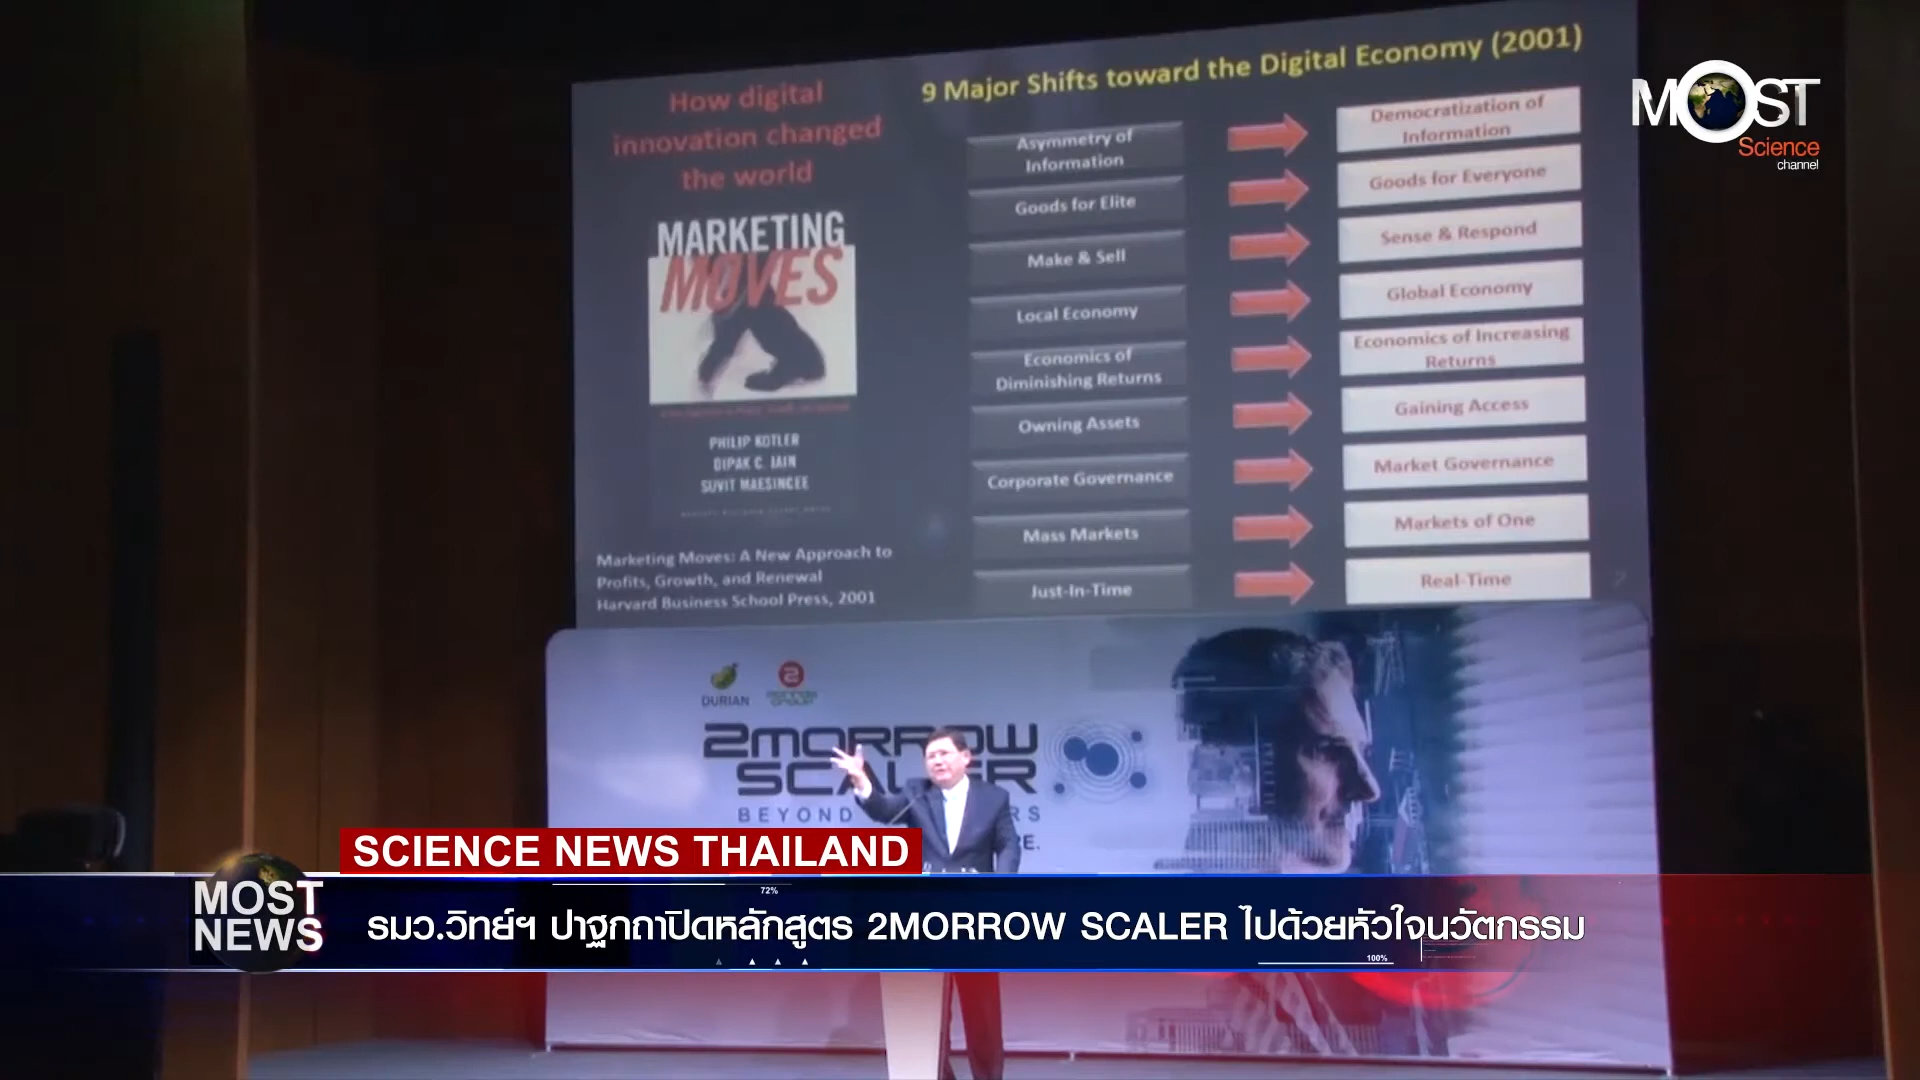 How digital
innovation changed
the world
MARKETING
MOVES
PHILIP KOTLER
DIPAK C. JAIN
SUVIT MAESINCEE
Marketing Moves: A New Approach to
Profits, Growth, and Renewal
Harvard Business School Press, 2001
9 Major Shifts toward the Digital Economy (2001)
Asymmetry of
Information
Democratization of
Information
Goods for Elite
Goods for Everyone
Make & Sell
Sense & Respond
Local Economy
Global Economy
Economics of
Diminishing Returns
Economics of Increasing
Returns
Owning Assets
Gaining Access
Corporate Governance
Market Governance
Mass Markets
Markets of One
Just-In-Time
Real-Time
MOST
Science
channel
DURIAN
2
2MORROW
SCALER
BEYOND
RS
RE.
SCIENCE NEWS THAILAND
MOST
NEWS
72%
รมว.วิทย์ฯ ปาฐกถาปิดหลักสูตร 2MORROW SCALER ไปด้วยหัวใจนวัตกรรม
100%